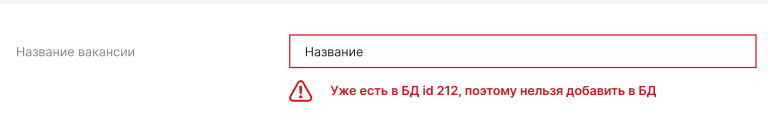 Название вакансии
Название
Уже есть в БД id 212, поэтому нельзя добавить в БД